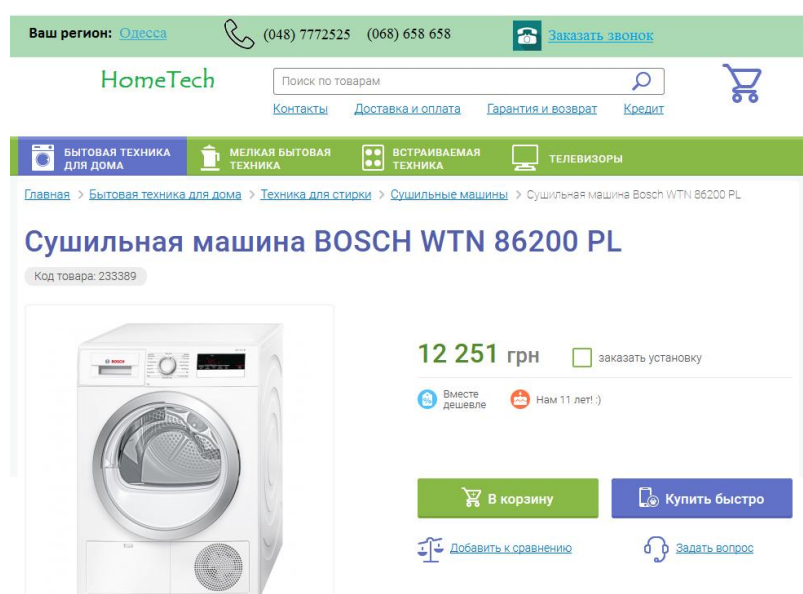 Ваш регион: Одесса (048) 7772525 (068) 658 658 Заказать звонок
HomeTech Поиск по товарам
Контакты Доставка и оплата Гарантия и возврат Кредит
БЫТОВАЯ ТЕХНИКА
ДЛЯ ДОМА
МЕЛКАЯ БЫТОВАЯ
ТЕХНИКА
ВСТРАИВАЕМАЯ
ТЕХНИКА
ТЕЛЕВИЗОРЫ
Главная > Бытовая техника для дома > Техника для стирки > Сушильные машины > Сушильная машина Bosch WTN 86200 PL
Сушильная машина BOSCH WTN 86200 PL
Код товара: 233389
BOSCH
12 251 грн заказать установку
Вместе
дешевле
Нам 11 лет! :)
В корзину Купить быстро
Добавить к сравнению Задать вопрос